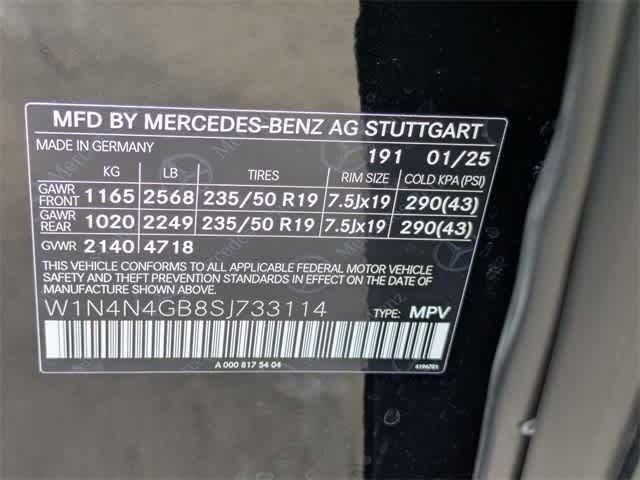 MFD BY MERCEDES-BENZ AG STUTTGART
MADE IN GERMANY 191 01/25
KG LB TIRES RIM SIZE COLD KPA(PSI)
GAWR FRONT 1165 2568 235/50 R19 7.5Jx19 290(43)
GAWR REAR 1020 2249 235/50 R19 7.5Jx19 290(43)
GVWR 2140 4718
THIS VEHICLE CONFORMS TO ALL APPLICABLE FEDERAL MOTOR VEHICLE
SAFETY AND THEFT PREVENTION STANDARDS IN EFFECT ON THE DATE OF
MANUFACTURE SHOWN ABOVE.
W1N4N4GB8SJ733114 TYPE: MPV
A 000 817 54 04